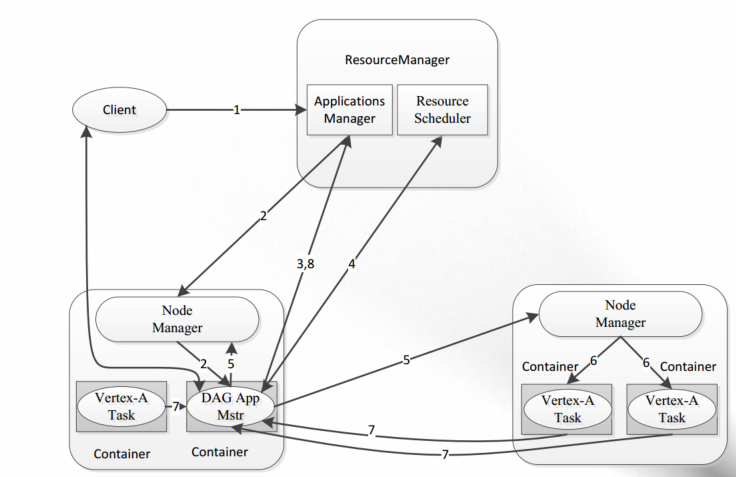 ResourceManager
Client
1
Applications
Manager
Resource
Scheduler
2
3,8
4
Node
Manager
2
5
5
Node
Manager
Container
6
6
Container
Vertex-A
Task
7
DAG App
Mstr
Vertex-A
Task
Vertex-A
Task
7
7
Container
Container